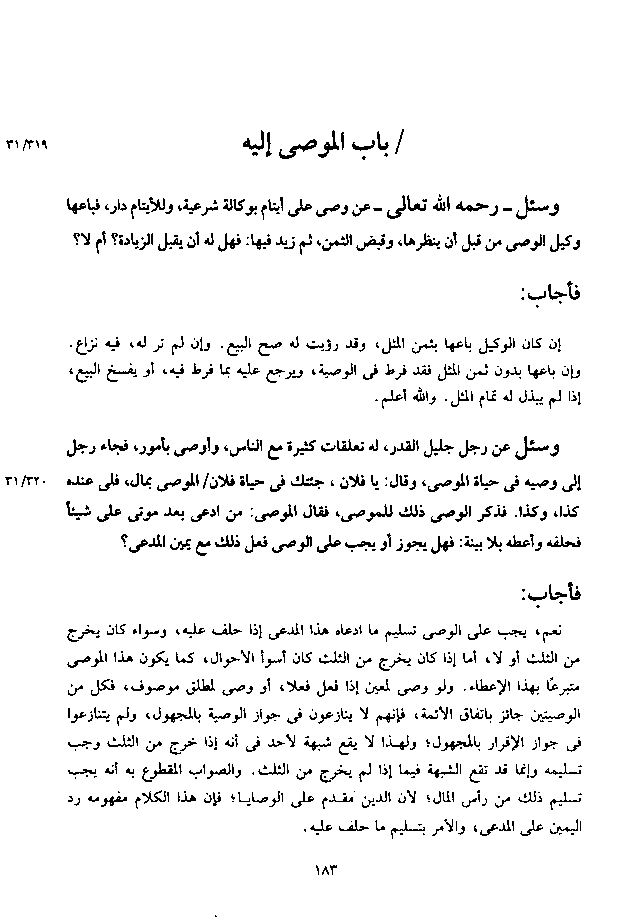 / باب الموصى إليه
٣١/٣١٩
وسئل ـ رحمه الله تعالى ـ عن وصى على أيتام بوكالة شرعية، وللأيتام دار، فباعها
وكيل الوصى من قبل أن ينظرها، وقبض الثمن، ثم زيد فيها: فهل له أن يقبل الزيادة؟ أم لا؟
فأجاب:
إن كان الوكيل باعها بثمن المثل، وقد رؤيت له صح البيع. وإن لم تر له، فيه نزاع.
وإن باعها بدون ثمن المثل فقد فرط فى الوصية، ويرجع عليه بما فرط فيه، أو يفسخ البيع،
إذا لم يبذل له تمام المثل. والله أعلم.
وسئل عن رجل جليل القدر، له تعلقات كثيرة مع الناس، وأوصى بأمور، فجاء رجل
إلى وصيه فى حياة الموصى، وقال: يا فلان ، جئتك فى حياة فلان/ الموصى بمال، فلى عنده
٣١/٣٢٠
كذا، وكذا. فذكر الوصى ذلك للموصى، فقال الموصى: من ادعى بعد موتى على شيئاً
فحلفه وأعطه بلا بينة: فهل يجوز أو يجب على الوصى فعل ذلك مع يمين المدعى؟
فأجاب:
نعم، يجب على الوصى تسليم ما ادعاه هذا المدعى إذا حلف عليه، وسواء كان يخرج
من الثلث أو لا، أما إذا كان يخرج من الثلث كان أسوأ الأحوال، كما يكون هذا الموصى
متبرعًا بهذا الإعطاء. ولو وصى لمعين إذا فعل فعلا، أو وصى لمطلق موصوف، فكل من
الوصيتين جائز باتفاق الأئمة، فإنهم لا ينازعون فى جواز الوصية بالمجهول، ولم يتنازعوا
فى جواز الإقرار بالمجهول؛ ولهذا لا يقع شبهة لأحد فى أنه إذا خرج من الثلث وجب
تسليمه وإنما قد تقع الشبهة فيما إذا لم يخرج من الثلث. والصواب المقطوع به أنه يجب
تسليم ذلك من رأس المال؛ لأن الدين مقدم على الوصايا؛ فإن هذا الكلام مفهومه رد
اليمين على المدعى، والأمر بتسليم ما حلف عليه.
١٨٣